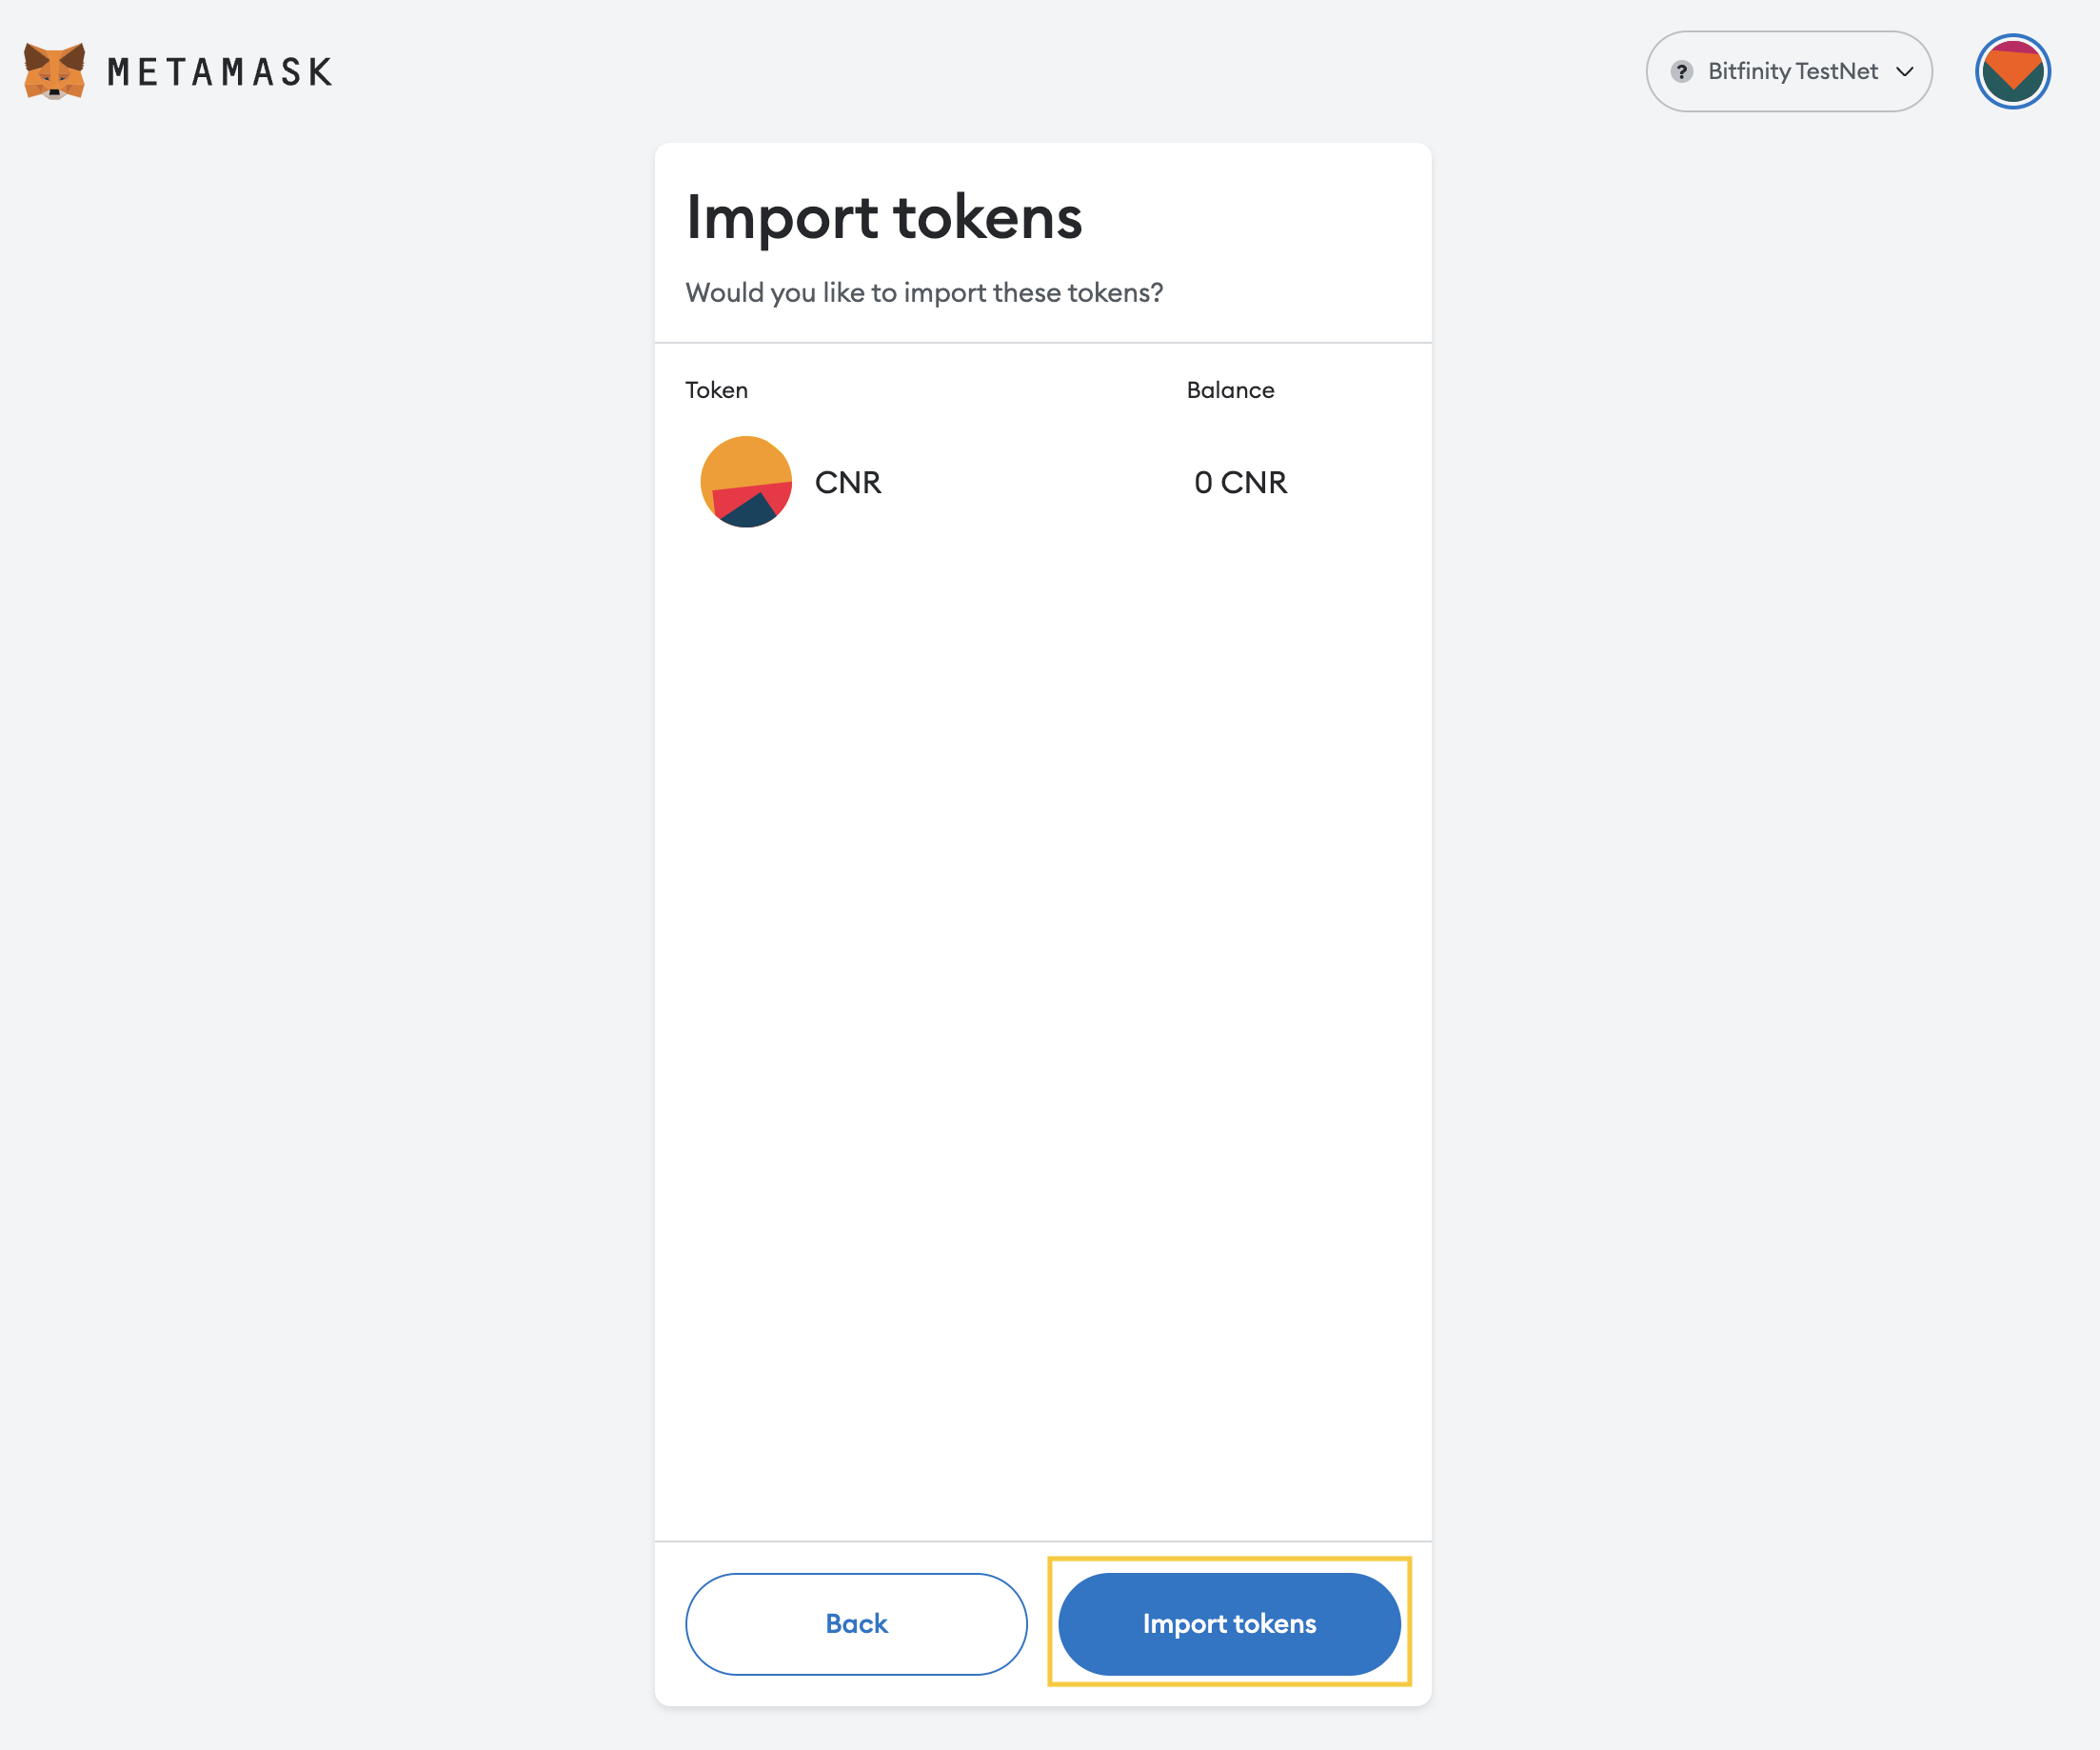 METAMASK
? Bitfinity TestNet
Import tokens
Would you like to import these tokens?
Token Balance
CNR 0 CNR
Back Import tokens